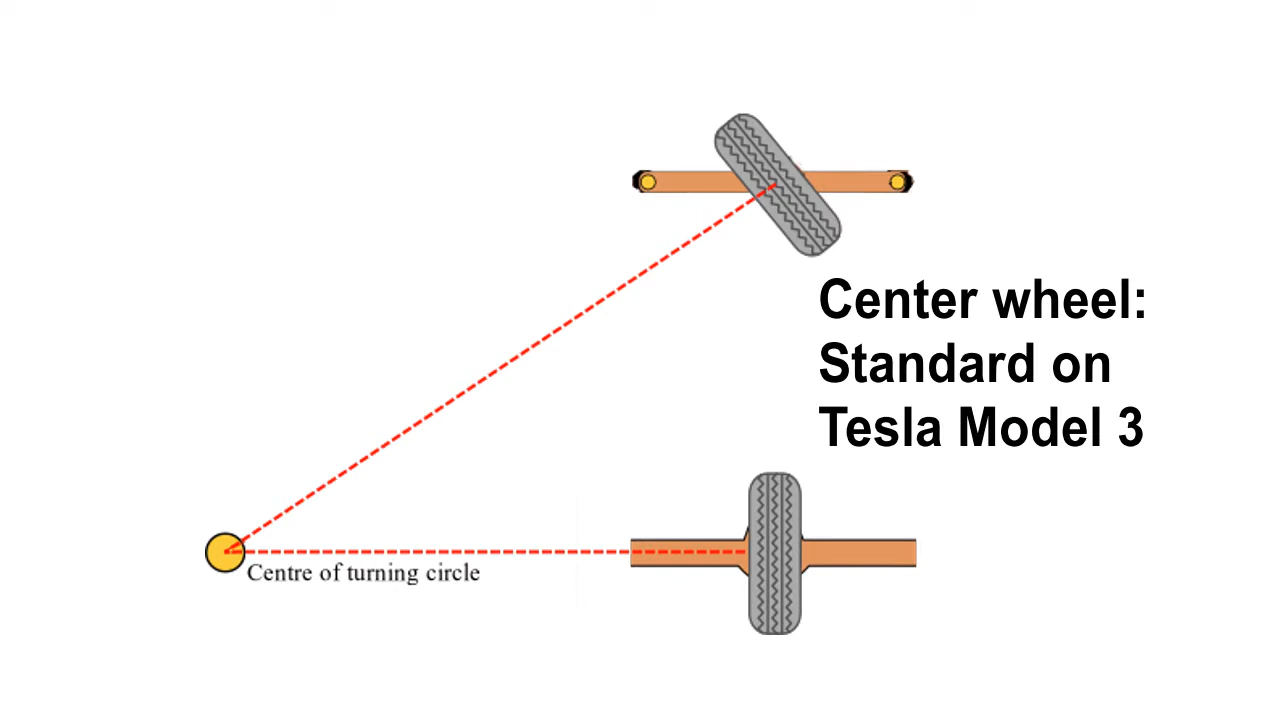 Center wheel:
Standard on
Tesla Model 3
Centre of turning circle